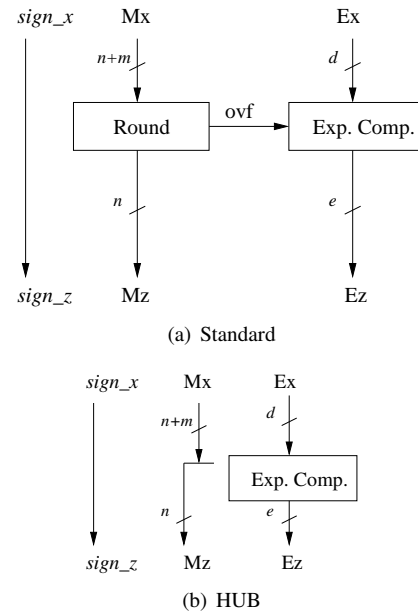 sign_x Mx Ex
n+m d
Round ovf Exp. Comp.
n e
sign_z Mz Ez
(a) Standard
sign_x Mx Ex
n+m d
Exp. Comp.
n e
sign_z Mz Ez
(b) HUB